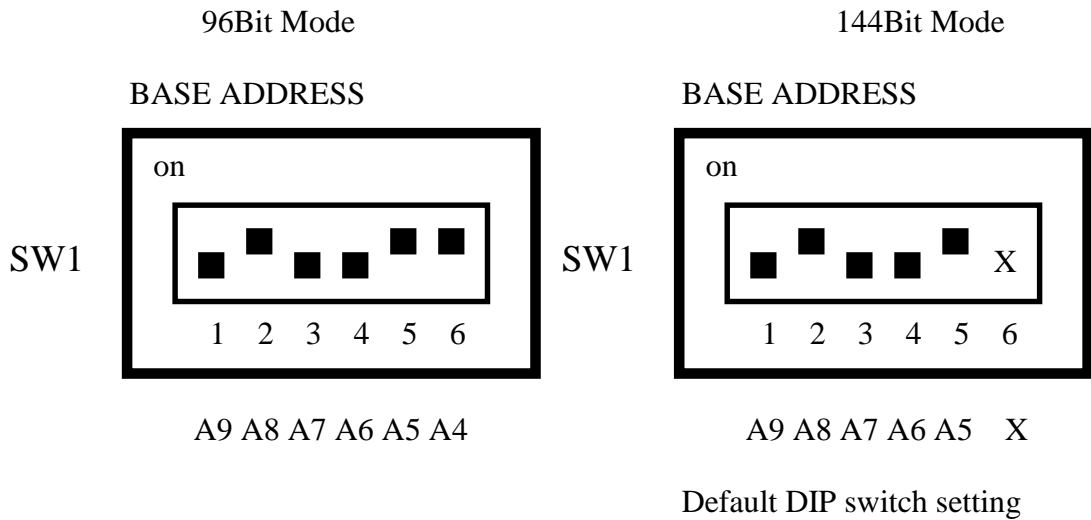 96Bit Mode
144Bit Mode
BASE ADDRESS
BASE ADDRESS
on
on
SW1
SW1
X
1 2 3 4 5 6
1 2 3 4 5 6
A9 A8 A7 A6 A5 A4
A9 A8 A7 A6 A5 X
Default DIP switch setting